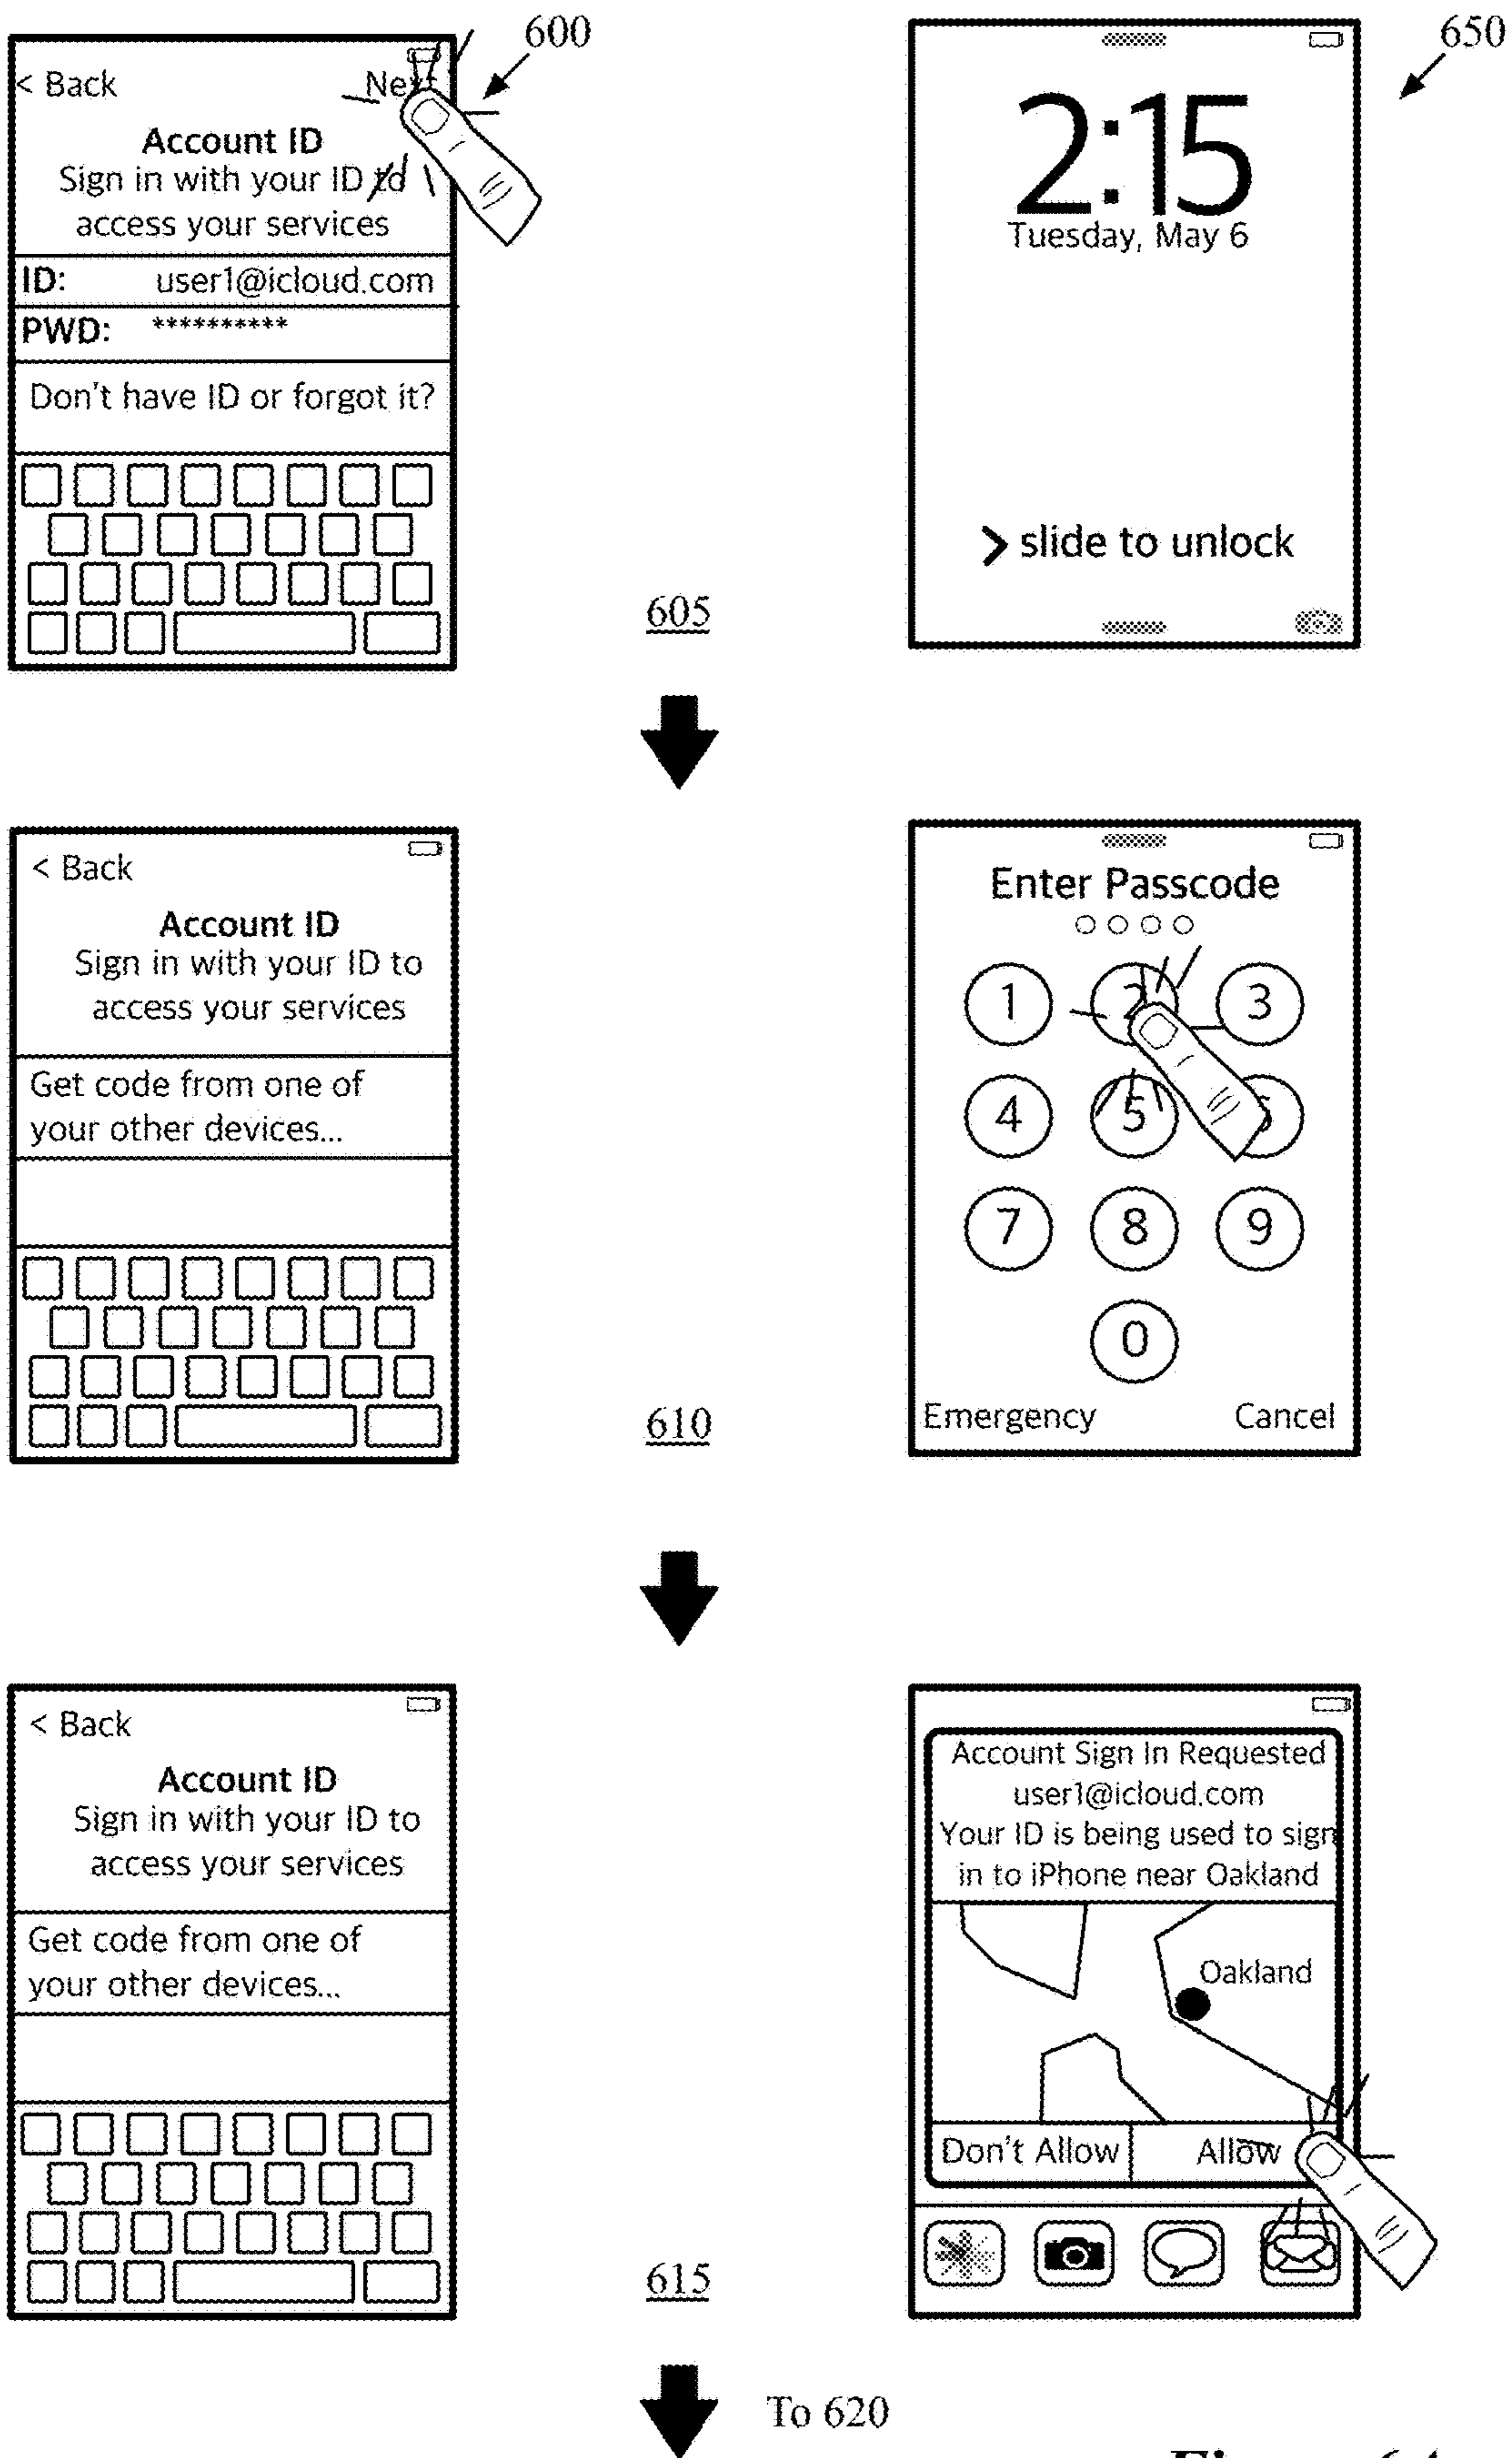 600
650
< Back
Account ID
Sign in with your ID to
access your services
ID: user1@icloud.com
PWD: **********
Don't have ID or forgot it?
2:15
Tuesday, May 6
> slide to unlock
605
< Back
Account ID
Sign in with your ID to
access your services
Get code from one of
your other devices...
Enter Passcode
1 2 3
4 5
7 8 9
0
Emergency Cancel
610
< Back
Account ID
Sign in with your ID to
access your services
Get code from one of
your other devices...
Account Sign In Requested
user1@icloud.com
Your ID is being used to sign
in to iPhone near Oakland
Oakland
Don't Allow Allow
615
To 620